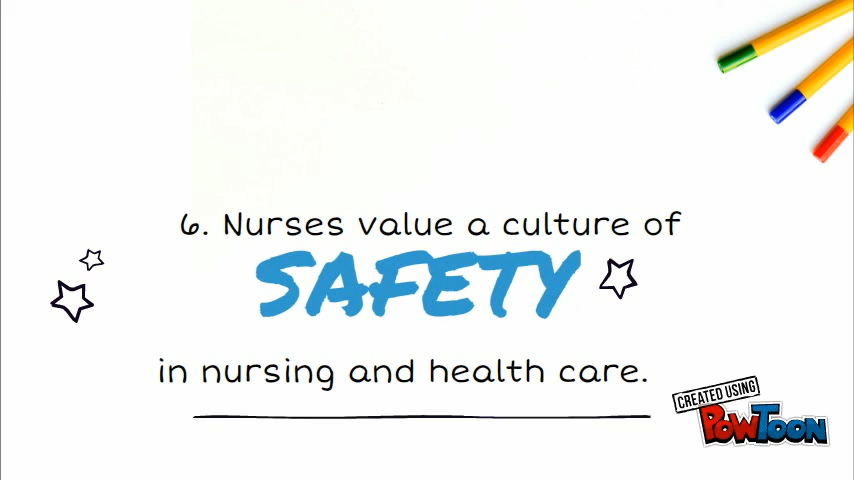 6. Nurses value a culture of
SAFETY
in nursing and health care.
CREATED USING
POWTOON